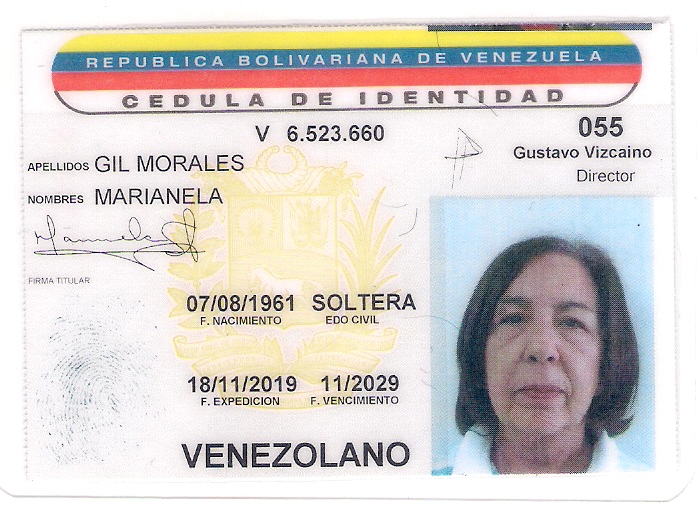 REPUBLICA BOLIVARIANA DE VENEZUELA
CEDULA DE IDENTIDAD
V 6.523.660
055
Gustavo Vizcaino
Director
APELLIDOS GIL MORALES
NOMBRES MARIANELA
FIRMA TITULAR
07/08/1961 SOLTERA
F. NACIMIENTO EDO CIVIL
18/11/2019 11/2029
F. EXPEDICION F. VENCIMIENTO
VENEZOLANO